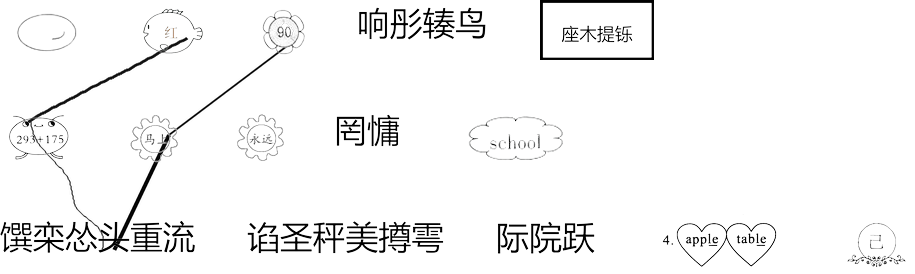 红 90 响彤辏鸟 座木提铄
293+175 马上 永远 罔慵 school
馔栾怂头重流 谄圣秤美撙雩 际院跃 4. apple table 己